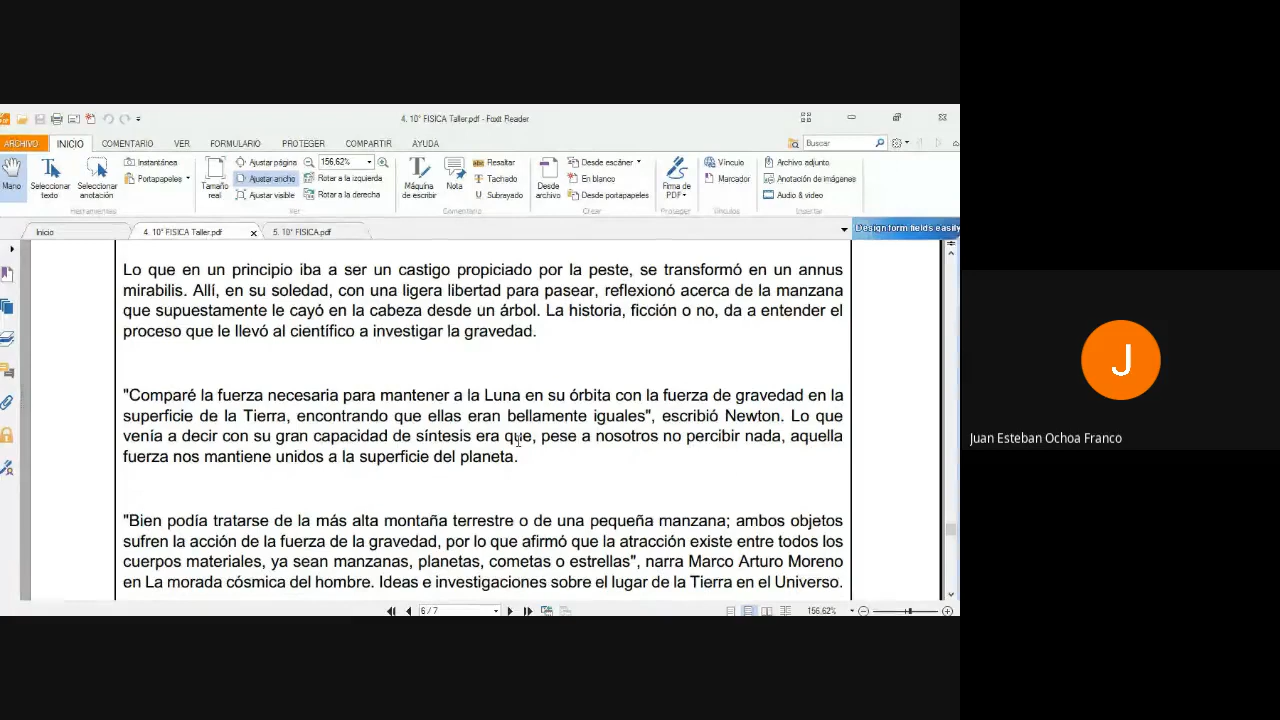 4. 10° FISICA Taller.pdf - Foxit Reader
ARCHIVO INICIO COMENTARIO VER FORMULARIO PROTEGER COMPARTIR AYUDA Buscar
Mano
Seleccionar texto
Seleccionar anotación
Instantánea
Portapapeles
Herramientas
Tamaño real
Ajustar página
Ajustar ancho
Ajustar visible
156.62%
Rotar a la izquierda
Rotar a la derecha
Ver
Máquina de escribir
Nota
Resaltar
Tachado
Subrayado
Comentario
Desde archivo
Desde escáner
En blanco
Desde portapapeles
Crear
Firma de PDF
Proteger
Vínculo
Marcador
Vínculos
Archivo adjunto
Anotación de imágenes
Audio & video
Insertar
Inicio 4. 10° FISICA Taller.pdf 5. 10° FISICA.pdf Design form fields easily
Lo que en un principio iba a ser un castigo propiciado por la peste, se transformó en un annus
mirabilis. Allí, en su soledad, con una ligera libertad para pasear, reflexionó acerca de la manzana
que supuestamente le cayó en la cabeza desde un árbol. La historia, ficción o no, da a entender el
proceso que le llevó al científico a investigar la gravedad.
"Comparé la fuerza necesaria para mantener a la Luna en su órbita con la fuerza de gravedad en la
superficie de la Tierra, encontrando que ellas eran bellamente iguales", escribió Newton. Lo que
venía a decir con su gran capacidad de síntesis era que, pese a nosotros no percibir nada, aquella
fuerza nos mantiene unidos a la superficie del planeta.
"Bien podía tratarse de la más alta montaña terrestre o de una pequeña manzana; ambos objetos
sufren la acción de la fuerza de la gravedad, por lo que afirmó que la atracción existe entre todos los
cuerpos materiales, ya sean manzanas, planetas, cometas o estrellas", narra Marco Arturo Moreno
en La morada cósmica del hombre. Ideas e investigaciones sobre el lugar de la Tierra en el Universo.
6 / 7 156.62%
J
Juan Esteban Ochoa Franco